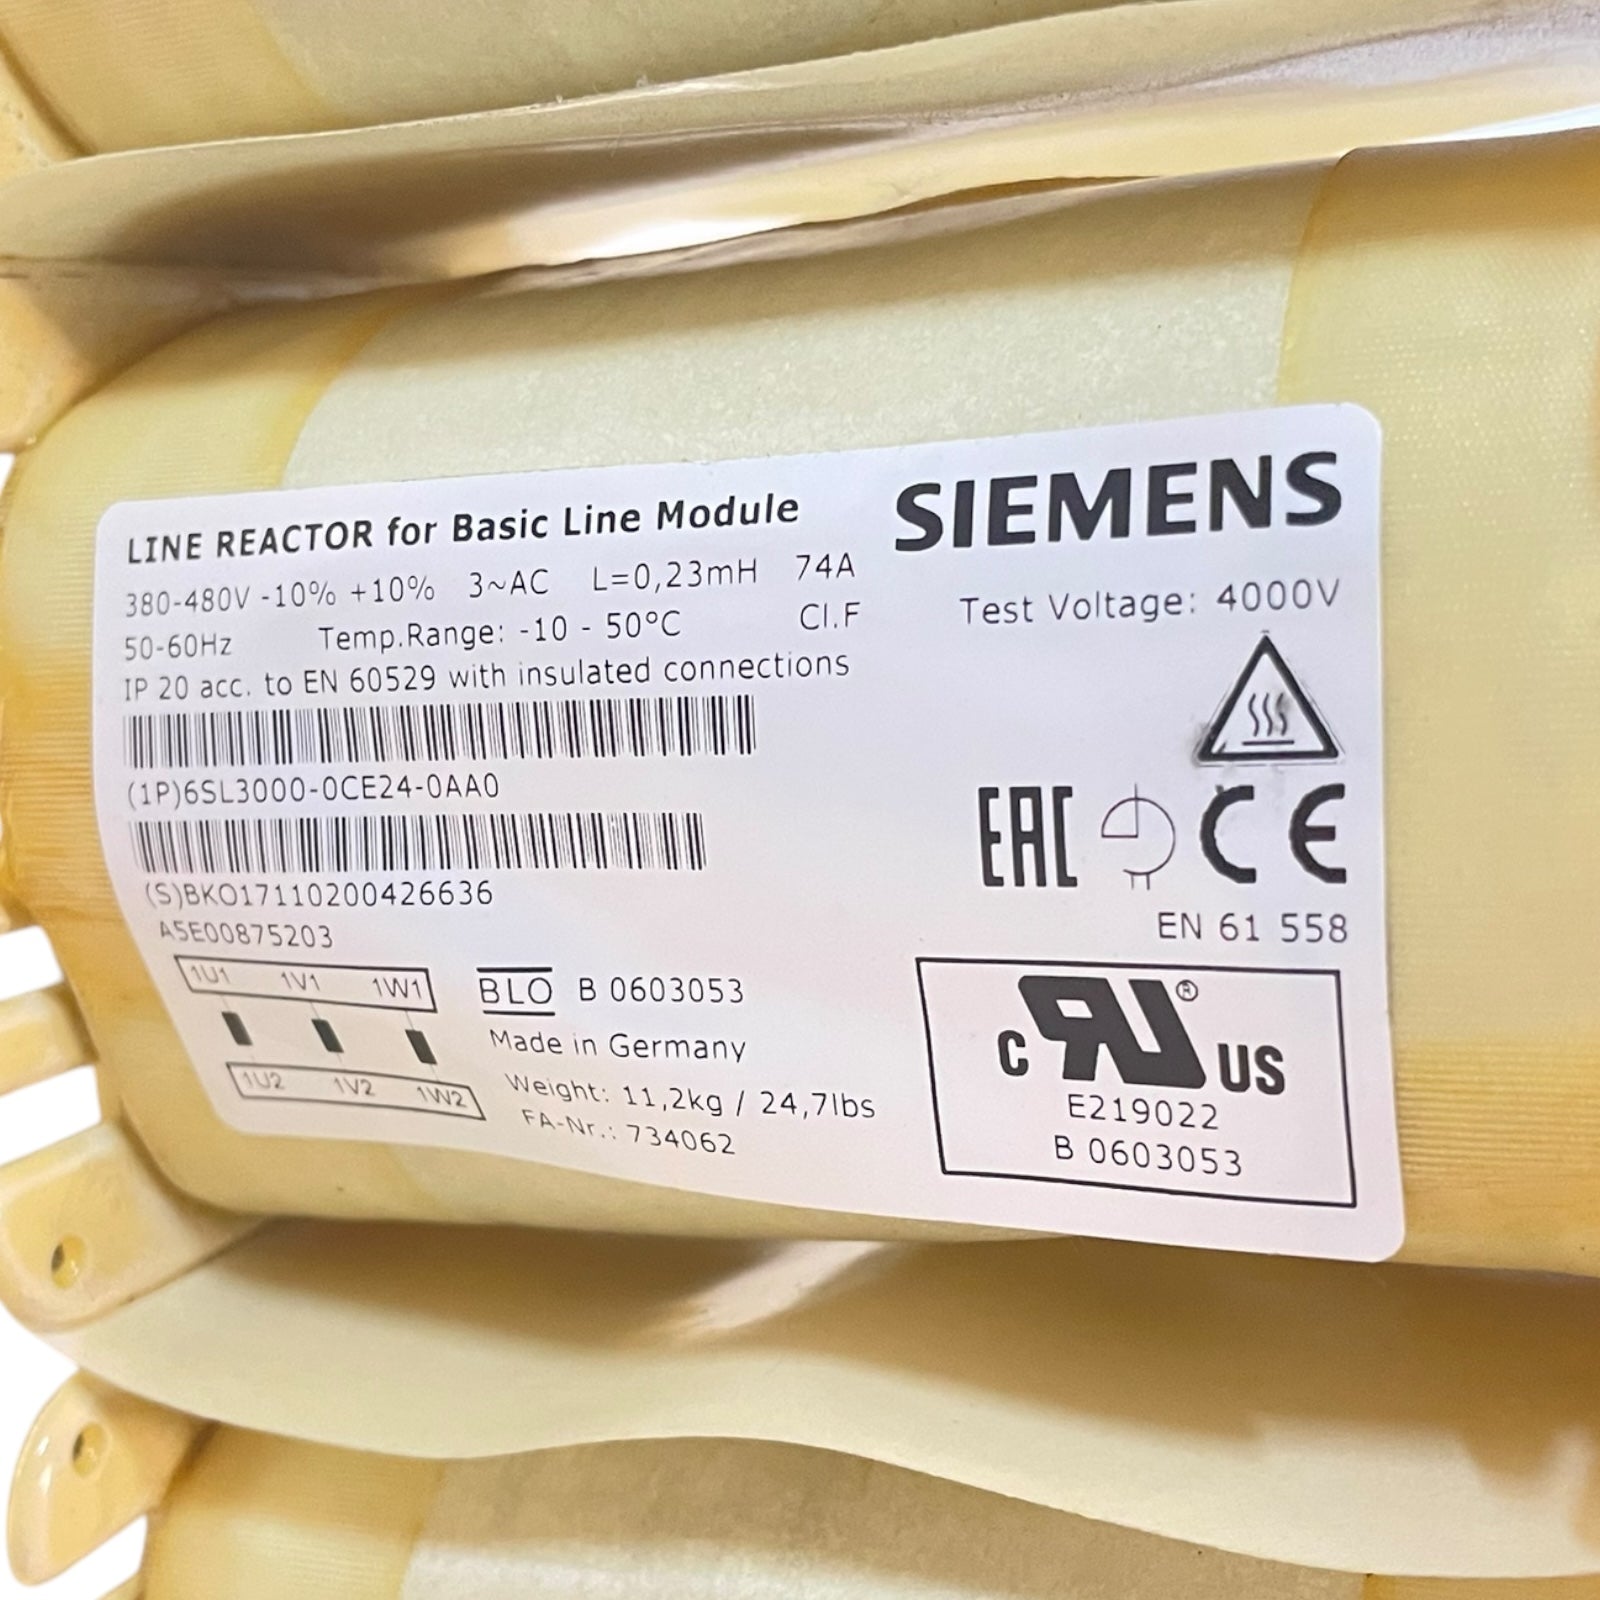 LINE REACTOR for Basic Line Module
SIEMENS
380-480V -10% +10% 3~AC L=0,23mH 74A
50-60Hz Temp.Range: -10 - 50°C Cl.F
Test Voltage: 4000V
IP 20 acc. to EN 60529 with insulated connections
(1P)6SL3000-0CE24-0AA0
(S)BKO17110200426636
A5E00875203
EAC CE
EN 61 558
1U1 1V1 1W1
1U2 1V2 1W2
BLO B 0603053
Made in Germany
Weight: 11,2kg / 24,7lbs
FA-Nr.: 734062
c RU ® US
E219022
B 0603053